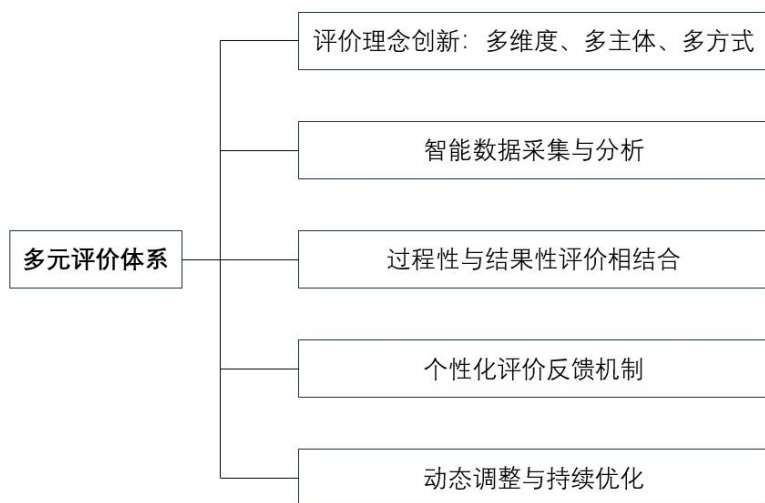 评价理念创新：多维度、多主体、多方式
智能数据采集与分析
多元评价体系
过程性与结果性评价相结合
个性化评价反馈机制
动态调整与持续优化